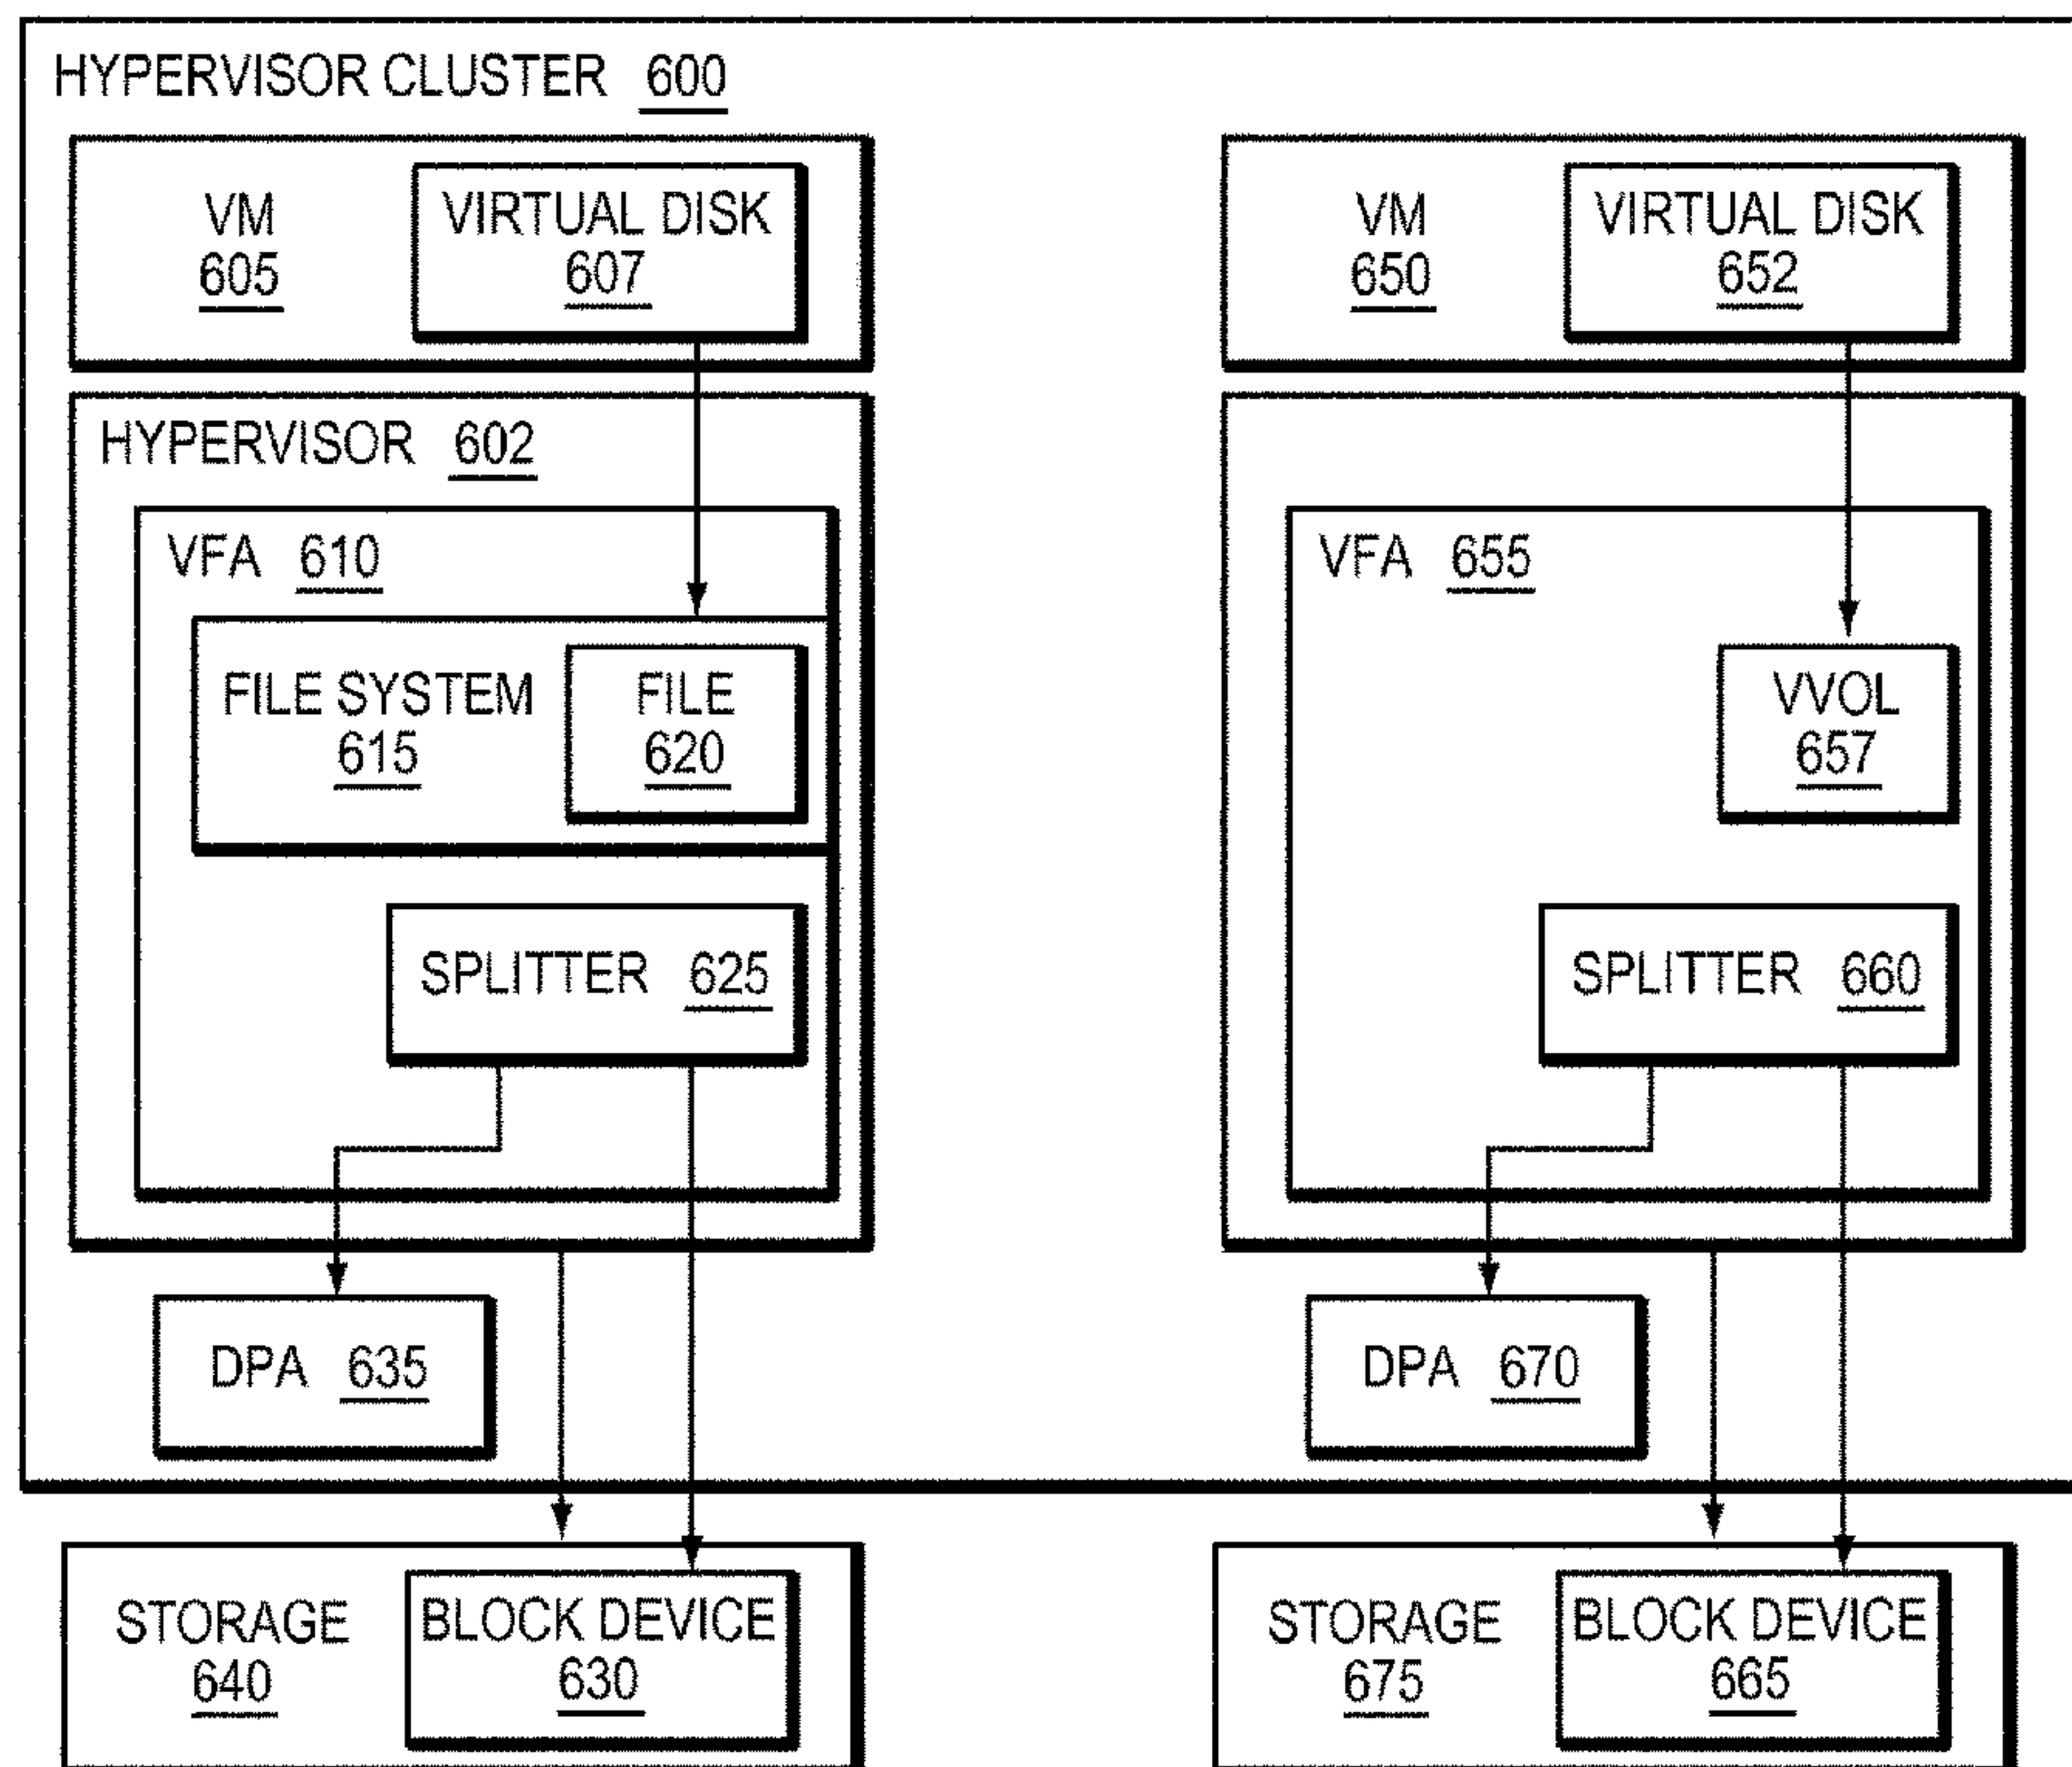 HYPERVISOR CLUSTER 600
VM
605
VIRTUAL DISK
607
HYPERVISOR 602
VFA 610
FILE SYSTEM
615
FILE
620
SPLITTER 625
DPA 635
STORAGE
640
BLOCK DEVICE
630
VM
650
VIRTUAL DISK
652
VFA 655
VVOL
657
SPLITTER 660
DPA 670
STORAGE
675
BLOCK DEVICE
665